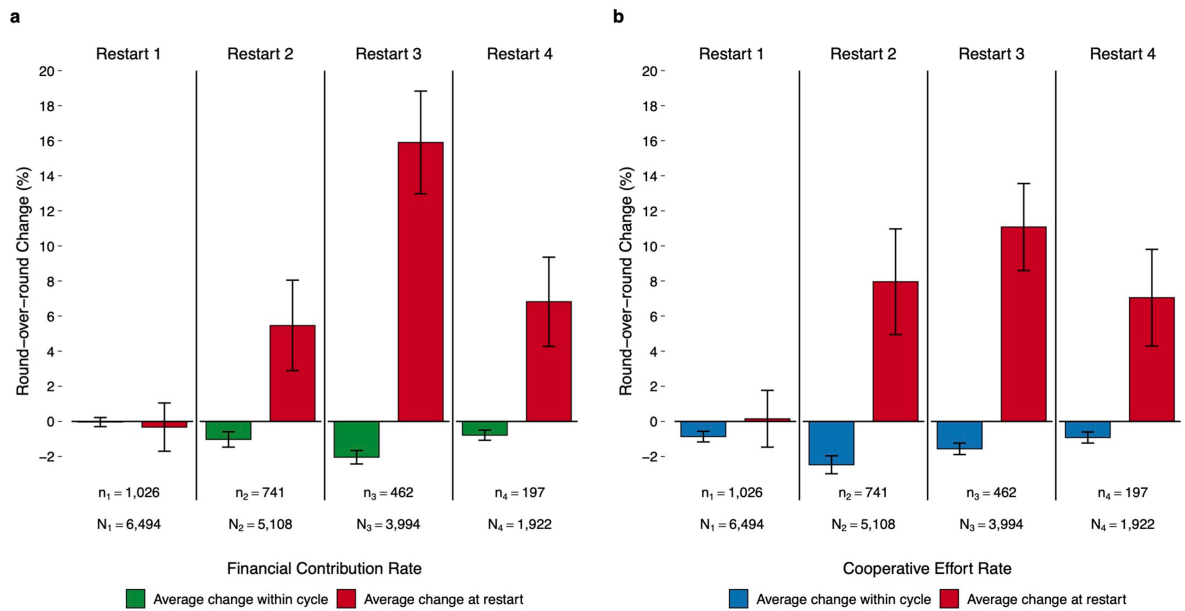 a
Restart 1 Restart 2 Restart 3 Restart 4
Round−over−round Change (%)
20
18
16
14
12
10
8
6
4
2
0
−2
n₁ = 1,026 n₂ = 741 n₃ = 462 n₄ = 197
N₁ = 6,494 N₂ = 5,108 N₃ = 3,994 N₄ = 1,922
Financial Contribution Rate
Average change within cycle Average change at restart
b
Restart 1 Restart 2 Restart 3 Restart 4
Round−over−round Change (%)
20
18
16
14
12
10
8
6
4
2
0
−2
n₁ = 1,026 n₂ = 741 n₃ = 462 n₄ = 197
N₁ = 6,494 N₂ = 5,108 N₃ = 3,994 N₄ = 1,922
Cooperative Effort Rate
Average change within cycle Average change at restart